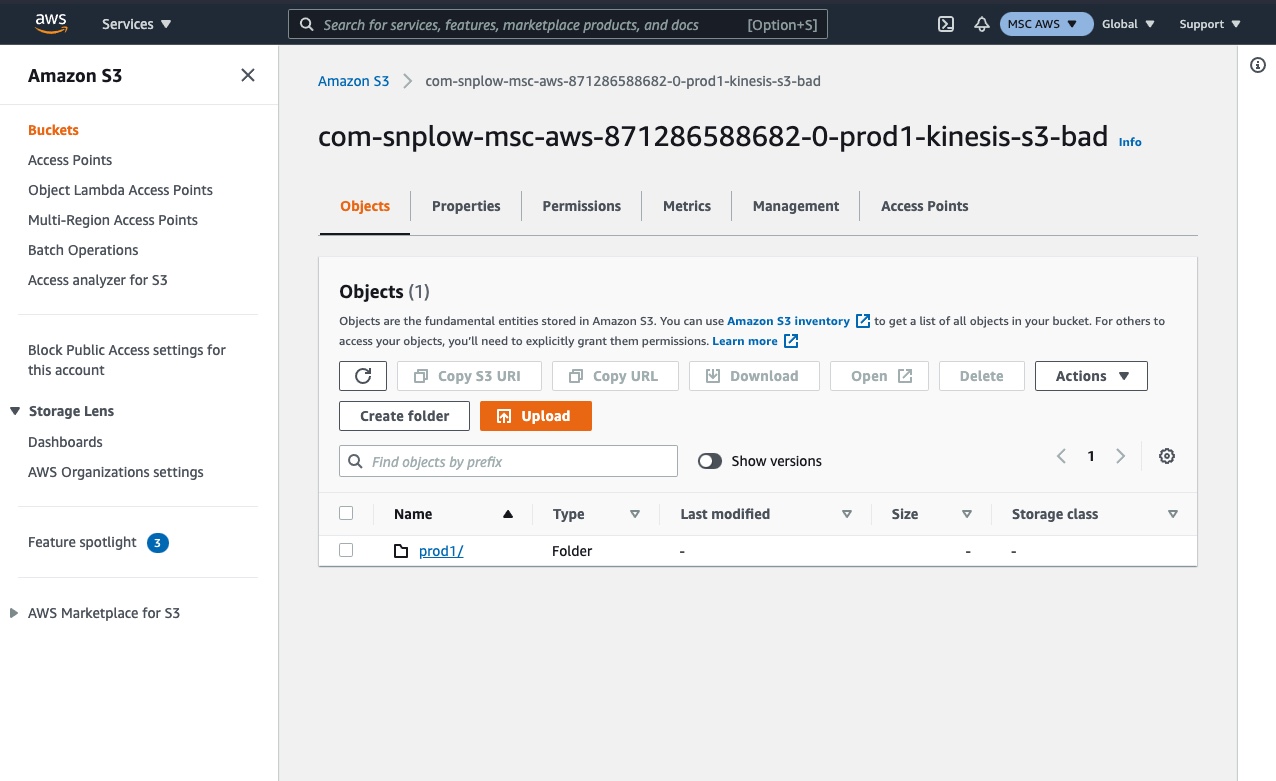 aws
Services
Search for services, features, marketplace products, and docs [Option+S]
MSC AWS
Global
Support
Amazon S3
Buckets
Access Points
Object Lambda Access Points
Multi-Region Access Points
Batch Operations
Access analyzer for S3
Block Public Access settings for
this account
Storage Lens
Dashboards
AWS Organizations settings
Feature spotlight 3
AWS Marketplace for S3
Amazon S3 com-snplow-msc-aws-871286588682-0-prod1-kinesis-s3-bad
com-snplow-msc-aws-871286588682-0-prod1-kinesis-s3-bad Info
Objects Properties Permissions Metrics Management Access Points
Objects (1)
Objects are the fundamental entities stored in Amazon S3. You can use Amazon S3 inventory to get a list of all objects in your bucket. For others to
access your objects, you'll need to explicitly grant them permissions. Learn more
Copy S3 URI Copy URL Download Open Delete Actions
Create folder Upload
Find objects by prefix Show versions 1
Name Type Last modified Size Storage class
prod1/ Folder - - -